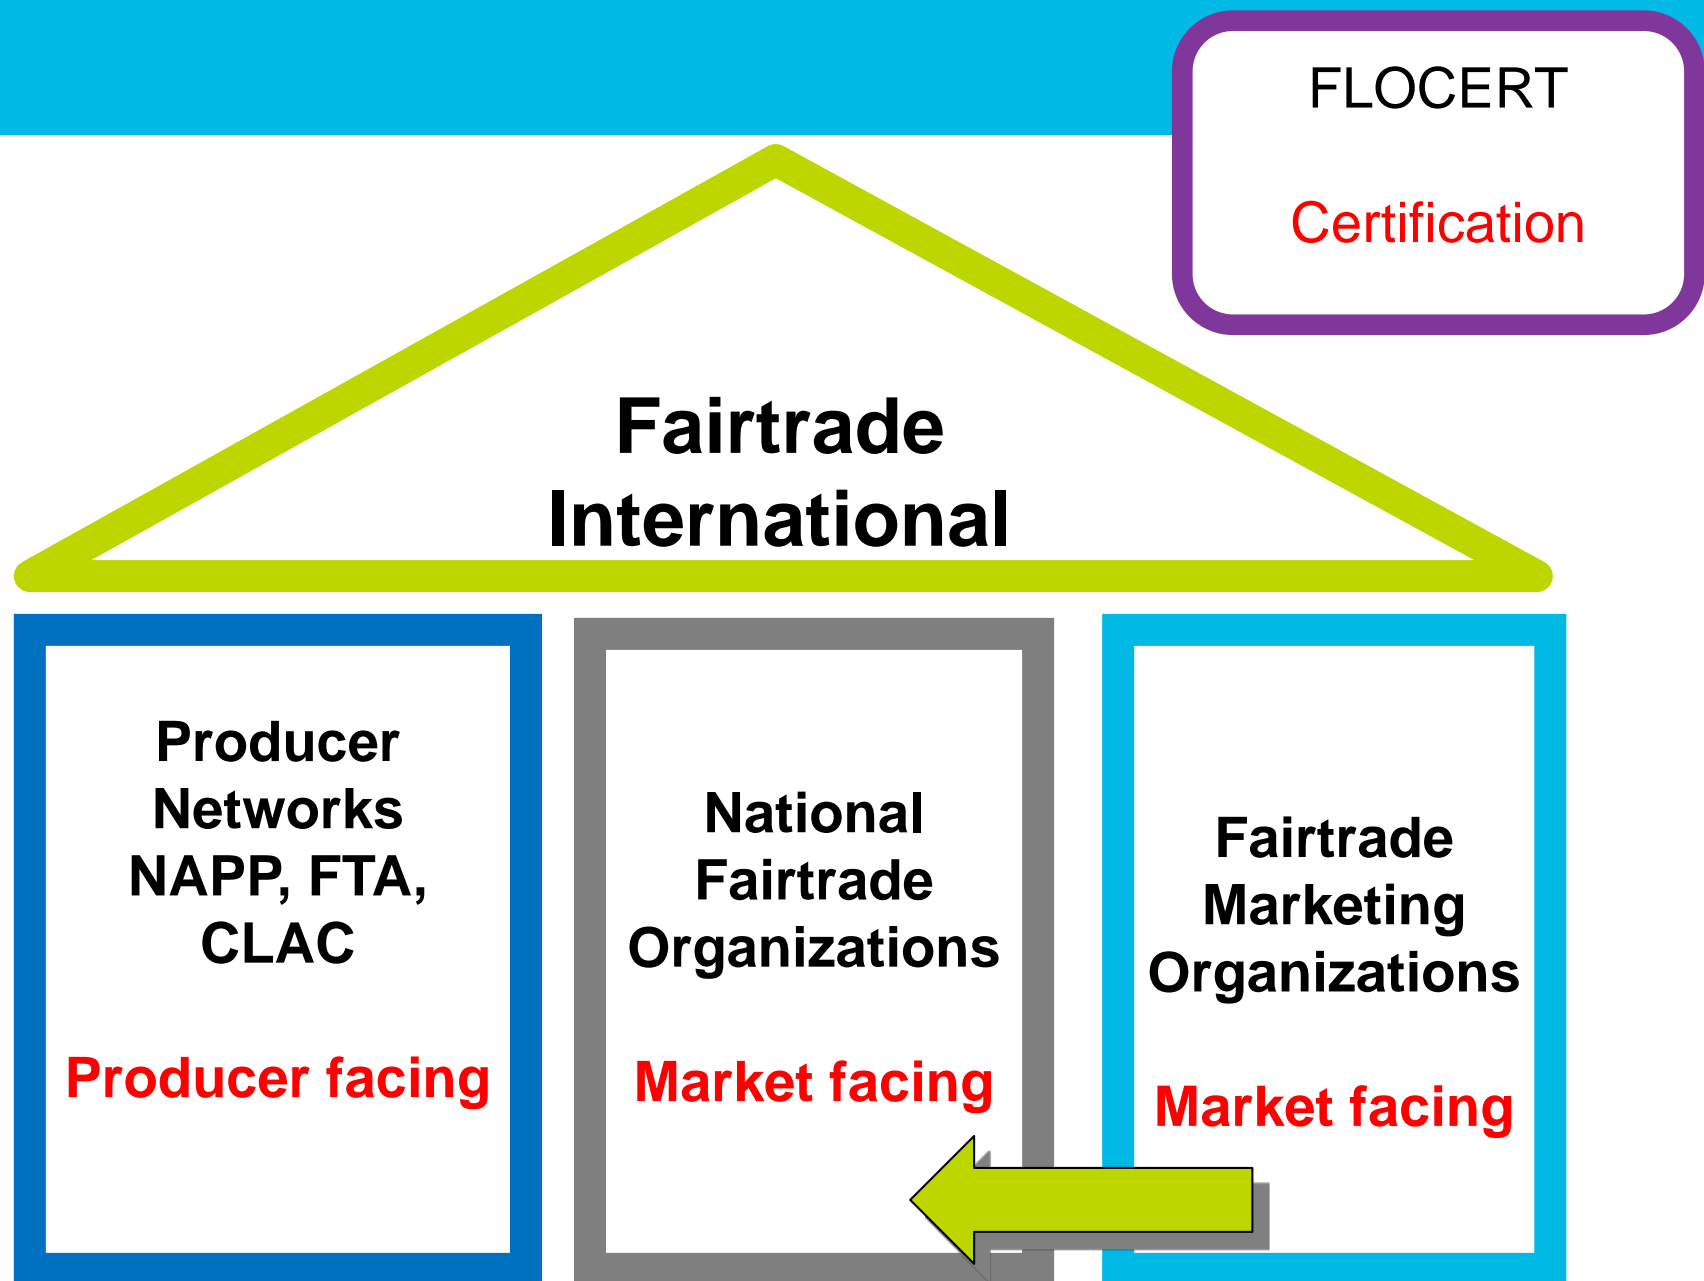 FLOCERT
Certification
Fairtrade
International
Producer
Networks
NAPP, FTA,
CLAC
Producer facing
National
Fairtrade
Organizations
Market facing
Fairtrade
Marketing
Organizations
Market facing